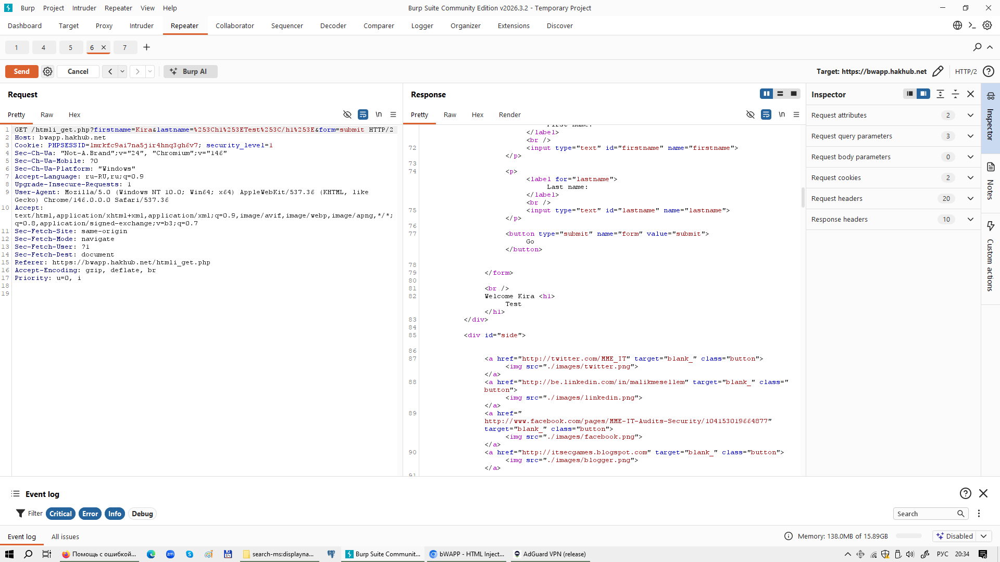 Burp Project Intruder Repeater View Help Burp Suite Community Edition v2026.3.2 - Temporary Project
Dashboard Target Proxy Intruder Repeater Collaborator Sequencer Decoder Comparer Logger Organizer Extensions Discover
1 4 5 6 7
Send Cancel Burp AI Target: https://bwapp.hakhub.net HTTP/2
Request
Pretty Raw Hex \n
1 GET /htmli_get.php?firstname=Kira&lastname=%253Ch1%253ETest%253C/h1%253E&form=submit HTTP/2
2 Host: bwapp.hakhub.net
3 Cookie: PHPSESSID=lmrkfc9ai7na5jir4hnq3gh6v7; security_level=1
4 Sec-Ch-Ua: "Not-A.Brand";v="24", "Chromium";v="146"
5 Sec-Ch-Ua-Mobile: ?0
6 Sec-Ch-Ua-Platform: "Windows"
7 Accept-Language: ru-RU,ru;q=0.9
8 Upgrade-Insecure-Requests: 1
9 User-Agent: Mozilla/5.0 (Windows NT 10.0; Win64; x64) AppleWebKit/537.36 (KHTML, like
Gecko) Chrome/146.0.0.0 Safari/537.36
10 Accept:
text/html,application/xhtml+xml,application/xml;q=0.9,image/avif,image/webp,image/apng,*/*;
q=0.8,application/signed-exchange;v=b3;q=0.7
11 Sec-Fetch-Site: same-origin
12 Sec-Fetch-Mode: navigate
13 Sec-Fetch-User: ?1
14 Sec-Fetch-Dest: document
15 Referer: https://bwapp.hakhub.net/htmli_get.php
16 Accept-Encoding: gzip, deflate, br
17 Priority: u=0, i
18
19
Response
Pretty Raw Hex Render \n
First name:
</label>
<br />
72 <input type="text" id="firstname" name="firstname">
</p>
73
74 <p>
<label for="lastname">
Last name:
</label>
<br />
75 <input type="text" id="lastname" name="lastname">
</p>
76
77 <button type="submit" name="form" value="submit">
Go
</button>
78
79 </form>
80
81 <br />
82 Welcome Kira <h1>
Test
</h1>
83 </div>
84
85 <div id="side">
86
87 <a href="http://twitter.com/MME_IT" target="blank_" class="button">
<img src="./images/twitter.png">
</a>
88 <a href="http://be.linkedin.com/in/malikmesellem" target="blank_" class="
button">
<img src="./images/linkedin.png">
</a>
89 <a href="
http://www.facebook.com/pages/MME-IT-Audits-Security/104153019664877"
target="blank_" class="button">
<img src="./images/facebook.png">
</a>
90 <a href="http://itsecgames.blogspot.com" target="blank_" class="button">
<img src="./images/blogger.png">
</a>
91
Inspector
Request attributes 2
Request query parameters 3
Request body parameters 0
Request cookies 2
Request headers 20
Response headers 10
Inspector
Notes
Custom actions
Event log
Filter Critical Error Info Debug Search
Event log All issues Memory: 138.0MB of 15.89GB Disabled
Помощь с ошибкой... zm S 64 search-ms:displayna... Burp Suite Communit... bWAPP - HTML Inject... AdGuard VPN (release) РУС 20:34